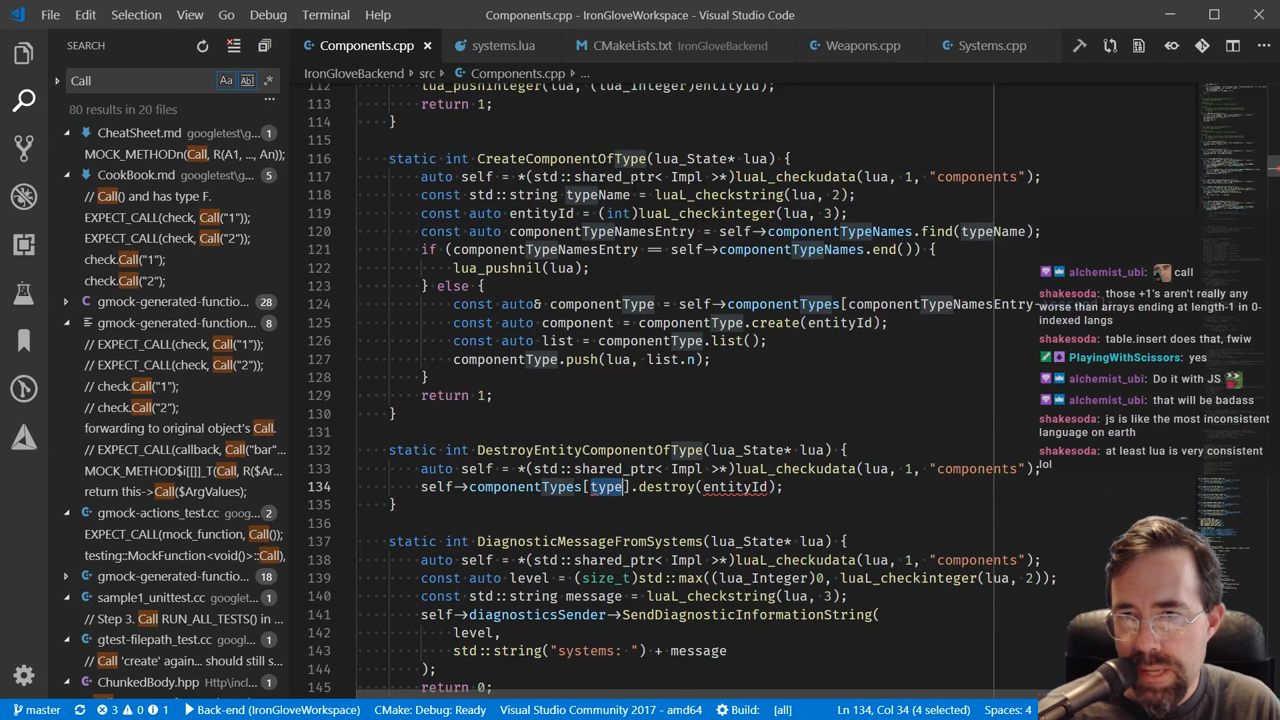 File Edit Selection View Go Debug Terminal Help
Components.cpp - IronGloveWorkspace - Visual Studio Code
SEARCH
Call
Aa Abl .*
80 results in 20 files
CheatSheet.md googletest\g... 1
MOCK_METHODn(Call, R(A1, ..., An));
CookBook.md googletest\g... 5
// Call() and has type F.
EXPECT_CALL(check, Call("1"));
EXPECT_CALL(check, Call("2"));
check.Call("1");
check.Call("2");
gmock-generated-functio... 28
gmock-generated-functio... 8
// EXPECT_CALL(check, Call("1"));
// EXPECT_CALL(check, Call("2"));
// check.Call("1");
// check.Call("2");
forwarding to original object's Call.
// EXPECT_CALL(callback, Call("bar"
MOCK_METHOD$i[[]]_T(Call, R($Ar...
return this->Call($ArgValues);
gmock-actions_test.cc 2
EXPECT_CALL(check_mock, Call(...
testing::MockFunction<void()>::Call),
gmock-generated-functio... 18
sample1_unittest.cc 1
// Step 3. Call RUN_ALL_TESTS() in ...
gtest-filepath_test.cc 1
// Call 'create' again... should still s...
ChunkedBody.hpp Http\inclu... 1
Components.cpp
systems.lua
CMakeLists.txt IronGloveBackend
Weapons.cpp
Systems.cpp
IronGloveBackend > src > Components.cpp > ...
112 lua_pushinteger(lua, (lua_Integer)entityId);
113 return 1;
114 }
115
116 static int CreateComponentOfType(lua_State* lua) {
117 auto self = *(std::shared_ptr< Impl >*)luaL_checkudata(lua, 1, "components");
118 const std::string typeName = luaL_checkstring(lua, 2);
119 const auto entityId = (int)luaL_checkinteger(lua, 3);
120 const auto componentTypeNamesEntry = self->componentTypeNames.find(typeName);
121 if (componentTypeNamesEntry == self->componentTypeNames.end()) {
122 lua_pushnil(lua);
123 } else {
124 const auto& componentType = self->componentTypes[componentTypeNamesEntry-
125 const auto component = componentType.create(entityId);
126 const auto list = componentType.list();
127 componentType.push(lua, list.n);
128 }
129 return 1;
130 }
131
132 static int DestroyEntityComponentOfType(lua_State* lua) {
133 auto self = *(std::shared_ptr< Impl >*)luaL_checkudata(lua, 1, "components");
134 self->componentTypes[type].destroy(entityId);
135 }
136
137 static int DiagnosticMessageFromSystems(lua_State* lua) {
138 auto self = *(std::shared_ptr< Impl >*)luaL_checkudata(lua, 1, "components");
139 const auto level = (size_t)std::max((lua_Integer)0, luaL_checkinteger(lua, 2));
140 const std::string message = luaL_checkstring(lua, 3);
141 self->diagnosticsSender->SendDiagnosticInformationString(
142 level,
143 std::string("systems: ") + message
144 );
145 return 0;
alchemist_ubi: call
shakesoda: those +1's aren't really any
worse than arrays ending at length-1 in 0-
indexed langs
shakesoda: table.insert does that, fwiw
PlayingWithScissors: yes
alchemist_ubi: Do it with JS
alchemist_ubi: that will be badass
shakesoda: js is like the most inconsistent
language on earth
shakesoda: at least lua is very consistent
lol
master 3 0 1 Back-end (IronGloveWorkspace) CMake: Debug: Ready Visual Studio Community 2017 - amd64 Build: [all] Ln 134, Col 34 (4 selected) Spaces: 4